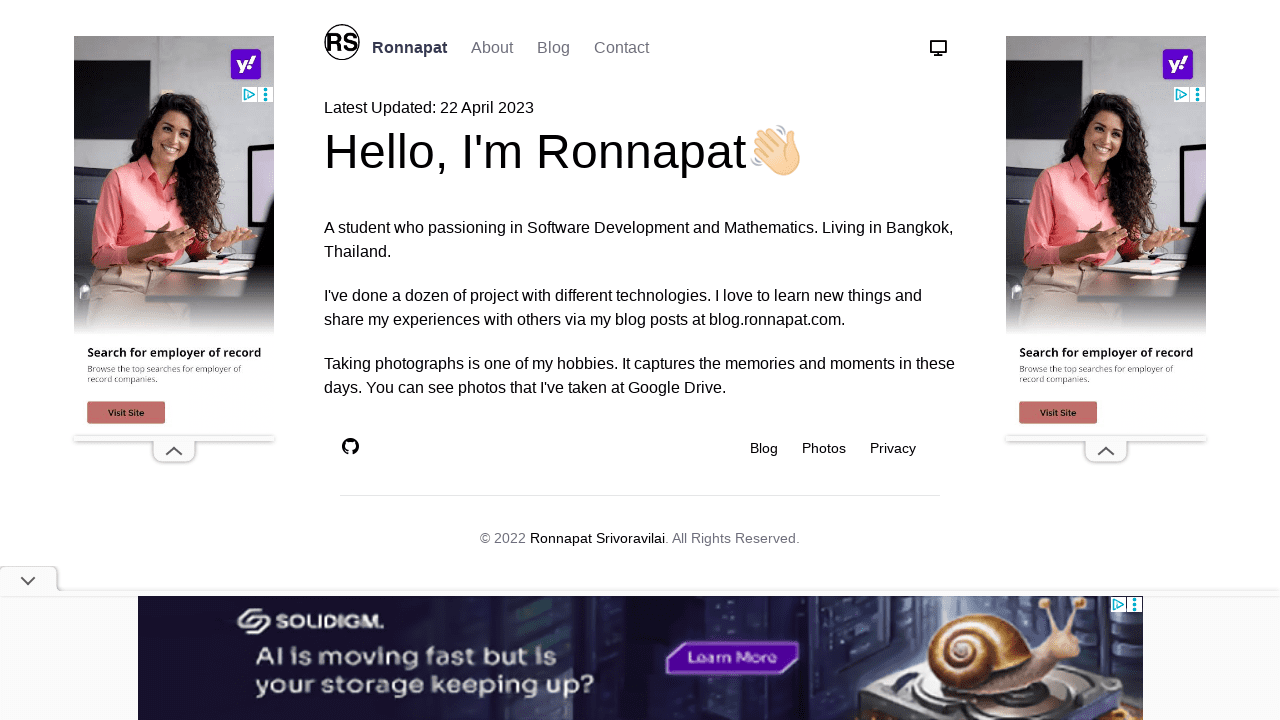 RS Ronnapat About Blog Contact
Latest Updated: 22 April 2023
Hello, I'm Ronnapat👋🏼
A student who passioning in Software Development and Mathematics. Living in Bangkok,
Thailand.
I've done a dozen of project with different technologies. I love to learn new things and
share my experiences with others via my blog posts at blog.ronnapat.com.
Taking photographs is one of my hobbies. It captures the memories and moments in these
days. You can see photos that I've taken at Google Drive.
Blog Photos Privacy
© 2022 Ronnapat Srivoravilai. All Rights Reserved.
y!
Search for employer of record
Browse the top searches for employer of
record companies.
Visit Site
y!
Search for employer of record
Browse the top searches for employer of
record companies.
Visit Site
SOLIDIGM.
AI is moving fast but is
your storage keeping up?
Learn More